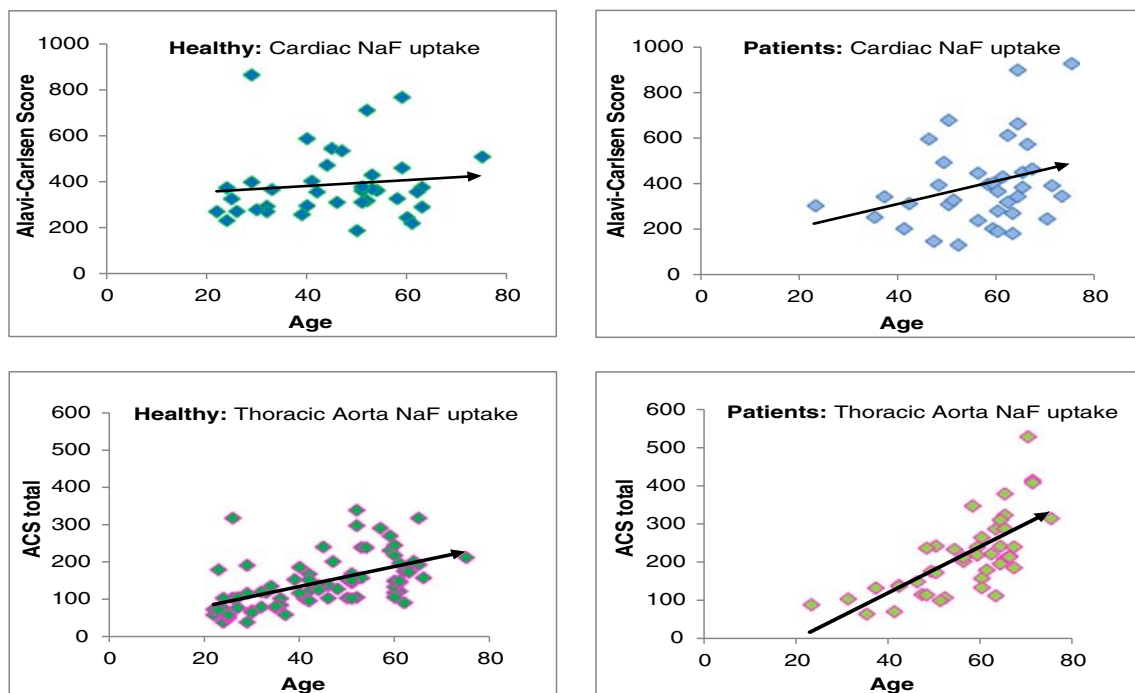 Healthy: Cardiac NaF uptake
Alavi-Carlsen Score
1000
800
600
400
200
0
0 20 40 60 80
Age
Patients: Cardiac NaF uptake
Alavi-Carlsen Score
1000
800
600
400
200
0
0 20 40 60 80
Age
Healthy: Thoracic Aorta NaF uptake
ACS total
600
500
400
300
200
100
0
0 20 40 60 80
Age
Patients: Thoracic Aorta NaF uptake
ACS total
600
500
400
300
200
100
0
0 20 40 60 80
Age